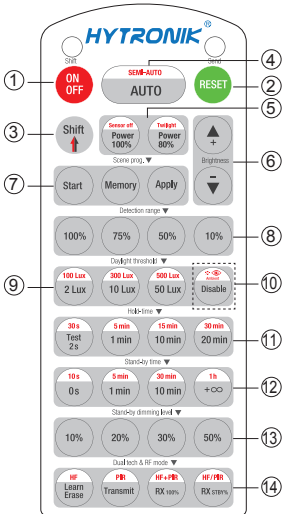 HYTRONIK®
Shift Send
① ON OFF SEMI-AUTO AUTO ④ RESET ②
⑤
③ Shift Sensor off Power 100% Twilight Power 80% + Brightness - ⑥
Scene prog. ▼
⑦ Start Memory Apply
Detection range ▼
100% 75% 50% 10% ⑧
Daylight threshold ▼
⑨ 100 Lux 2 Lux 300 Lux 10 Lux 500 Lux 50 Lux Ambient Disable ⑩
Hold-time ▼
30s Test 2s 5 min 1 min 15 min 10 min 30 min 20 min ⑪
Stand-by time ▼
10s 0s 5 min 1 min 30 min 10 min 1h +∞ ⑫
Stand-by dimming level ▼
10% 20% 30% 50% ⑬
Dual tech & RF mode ▼
HF Learn Erase PIR Transmit HF+PIR RX 100% HF/PIR RX STBY% ⑭